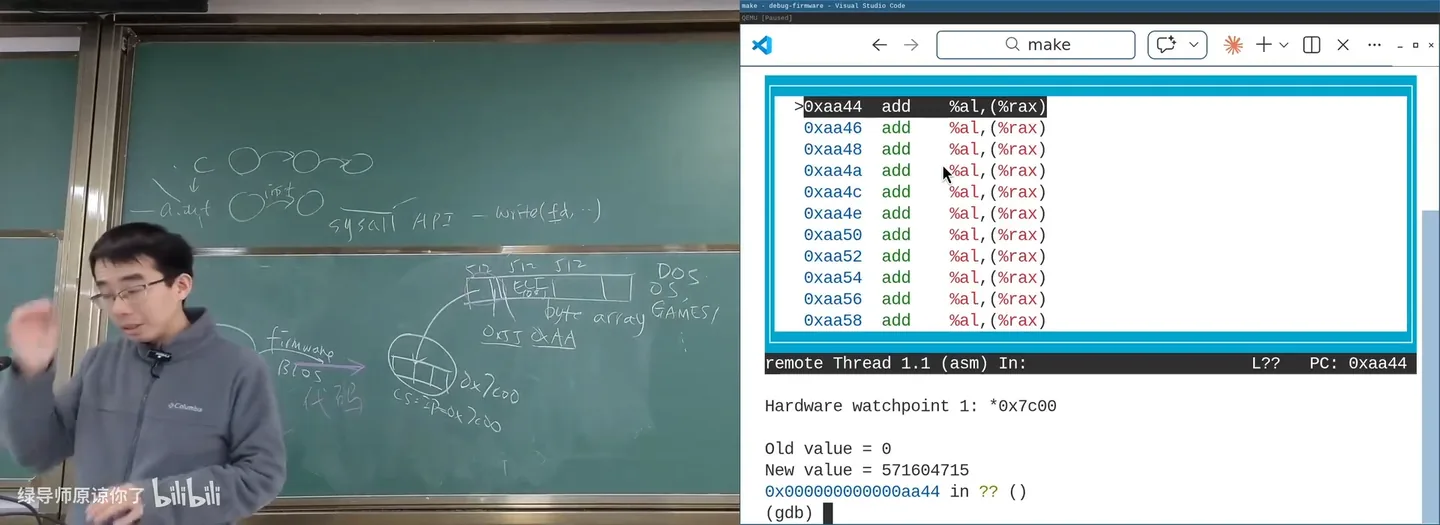 C
a.out
init
syscall API - write(fd, ...)
512 512 512
ELF
DOS
OS
GAMES/
byte array
0x55 0xAA
firmware
BIOS
代码
0x7c00
CS:IP=0x7c00
Columbia
绿导师原谅你了 bilibili
make - debug-firmware - Visual Studio Code
QEMU [Paused]
make
>0xaa44 add %al,(%rax)
0xaa46 add %al,(%rax)
0xaa48 add %al,(%rax)
0xaa4a add %al,(%rax)
0xaa4c add %al,(%rax)
0xaa4e add %al,(%rax)
0xaa50 add %al,(%rax)
0xaa52 add %al,(%rax)
0xaa54 add %al,(%rax)
0xaa56 add %al,(%rax)
0xaa58 add %al,(%rax)
remote Thread 1.1 (asm) In: L?? PC: 0xaa44
Hardware watchpoint 1: *0x7c00
Old value = 0
New value = 571604715
0x000000000000aa44 in ?? ()
(gdb)